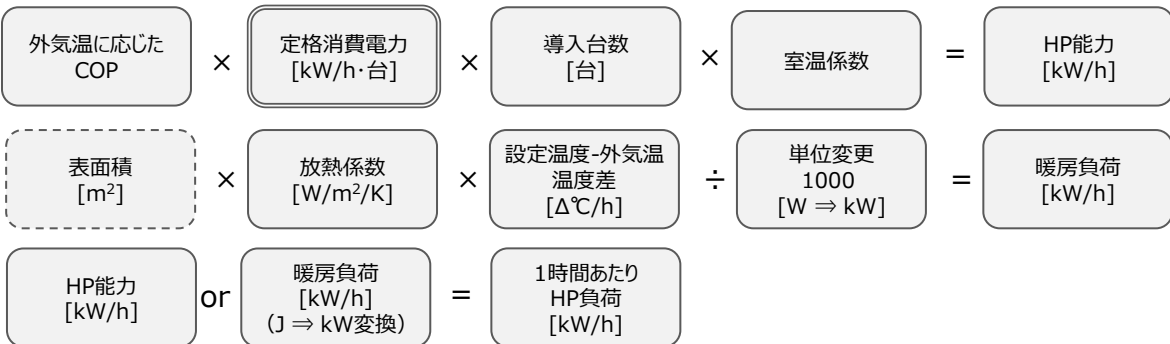 外気温に応じた
COP
×
定格消費電力
[kW/h･台]
×
導入台数
[台]
×
室温係数
=
HP能力
[kW/h]
表面積
[m²]
×
放熱係数
[W/m²/K]
×
設定温度-外気温
温度差
[Δ℃/h]
÷
単位変更
1000
[W ⇒ kW]
=
暖房負荷
[kW/h]
HP能力
[kW/h]
or
暖房負荷
[kW/h]
（J ⇒ kW変換）
=
1時間あたり
HP負荷
[kW/h]